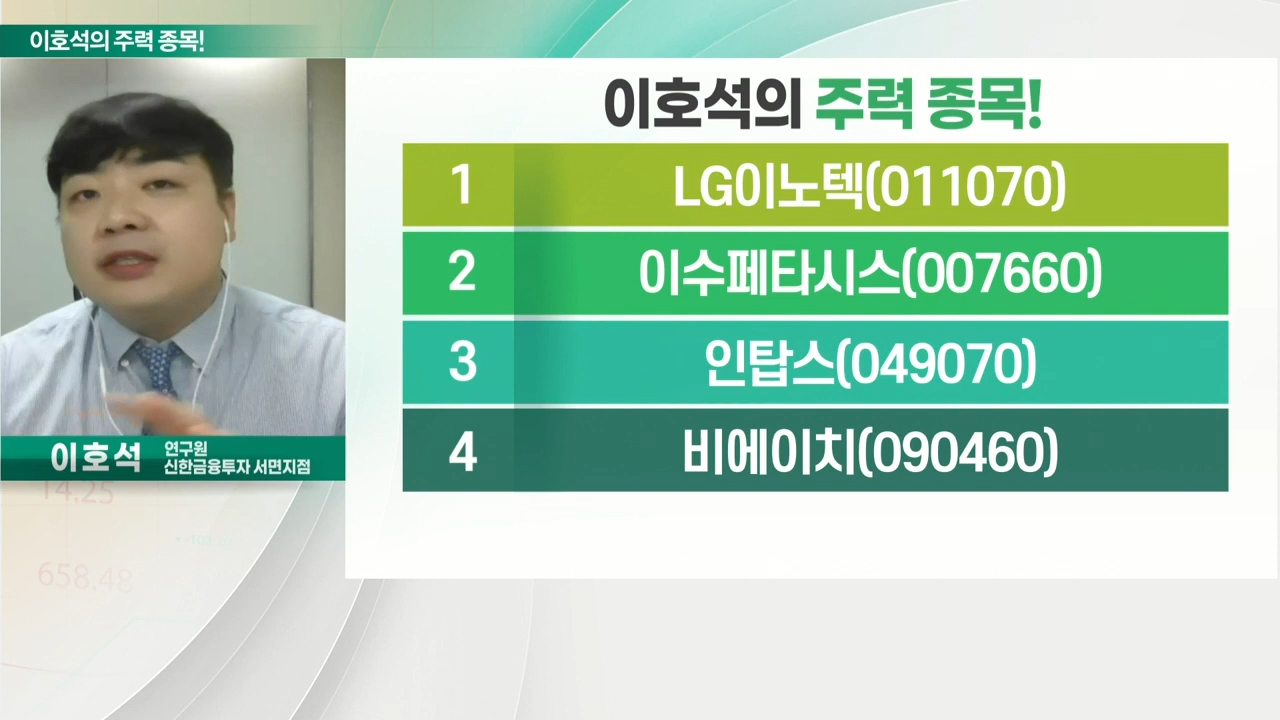 이호석의 주력 종목!
이호석의 주력 종목!
1 LG이노텍(011070)
2 이수페타시스(007660)
3 인탑스(049070)
4 비에이치(090460)
이호석 연구원
신한금융투자 서면지점
14.25
658.48